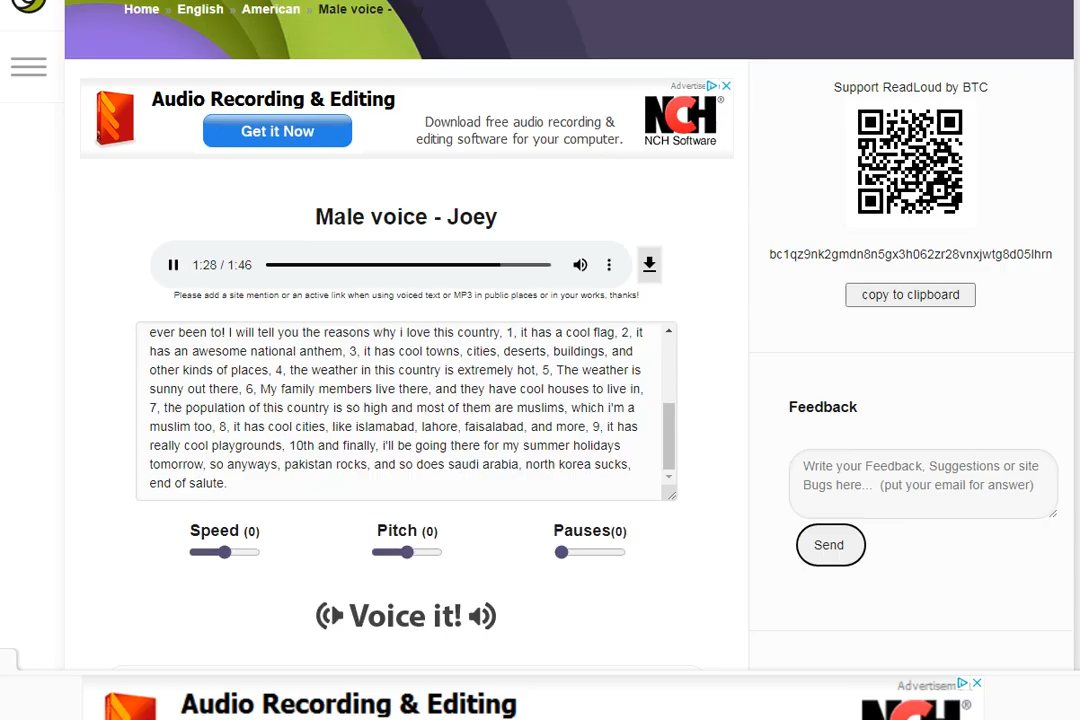 Home » English » American » Male voice -
Advertise
Audio Recording & Editing
Get it Now
Download free audio recording &
editing software for your computer.
NCH®
NCH Software
Support ReadLoud by BTC
bc1qz9nk2gmdn8n5gx3h062zr28vnxjwtg8d05lhrn
copy to clipboard
Male voice - Joey
1:28 / 1:46
Please add a site mention or an active link when using voiced text or MP3 in public places or in your works, thanks!
ever been to! I will tell you the reasons why i love this country, 1, it has a cool flag, 2, it
has an awesome national anthem, 3, it has cool towns, cities, deserts, buildings, and
other kinds of places, 4, the weather in this country is extremely hot, 5, The weather is
sunny out there, 6, My family members live there, and they have cool houses to live in,
7, the population of this country is so high and most of them are muslims, which i'm a
muslim too, 8, it has cool cities, like islamabad, lahore, faisalabad, and more, 9, it has
really cool playgrounds, 10th and finally, i'll be going there for my summer holidays
tomorrow, so anyways, pakistan rocks, and so does saudi arabia, north korea sucks,
end of salute.
Feedback
Write your Feedback, Suggestions or site
Bugs here... (put your email for answer)
Send
Speed (0)
Pitch (0)
Pauses(0)
Voice it!
Advertisem
Audio Recording & Editing
NCH®